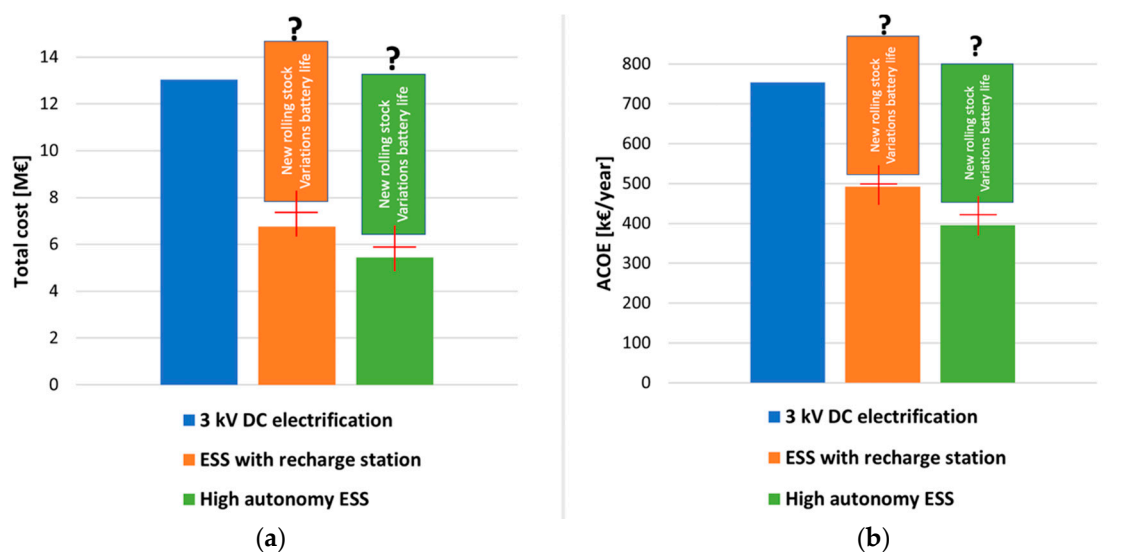 ?
?
14
12
10
8
6
4
2
0
Total cost [M€]
New rolling stock
Variations battery life
New rolling stock
Variations battery life
3 kV DC electrification
ESS with recharge station
High autonomy ESS
(a)
?
?
800
700
600
500
400
300
200
100
0
ACOE [k€/year]
New rolling stock
Variations battery life
New rolling stock
Variations battery life
3 kV DC electrification
ESS with recharge station
High autonomy ESS
(b)